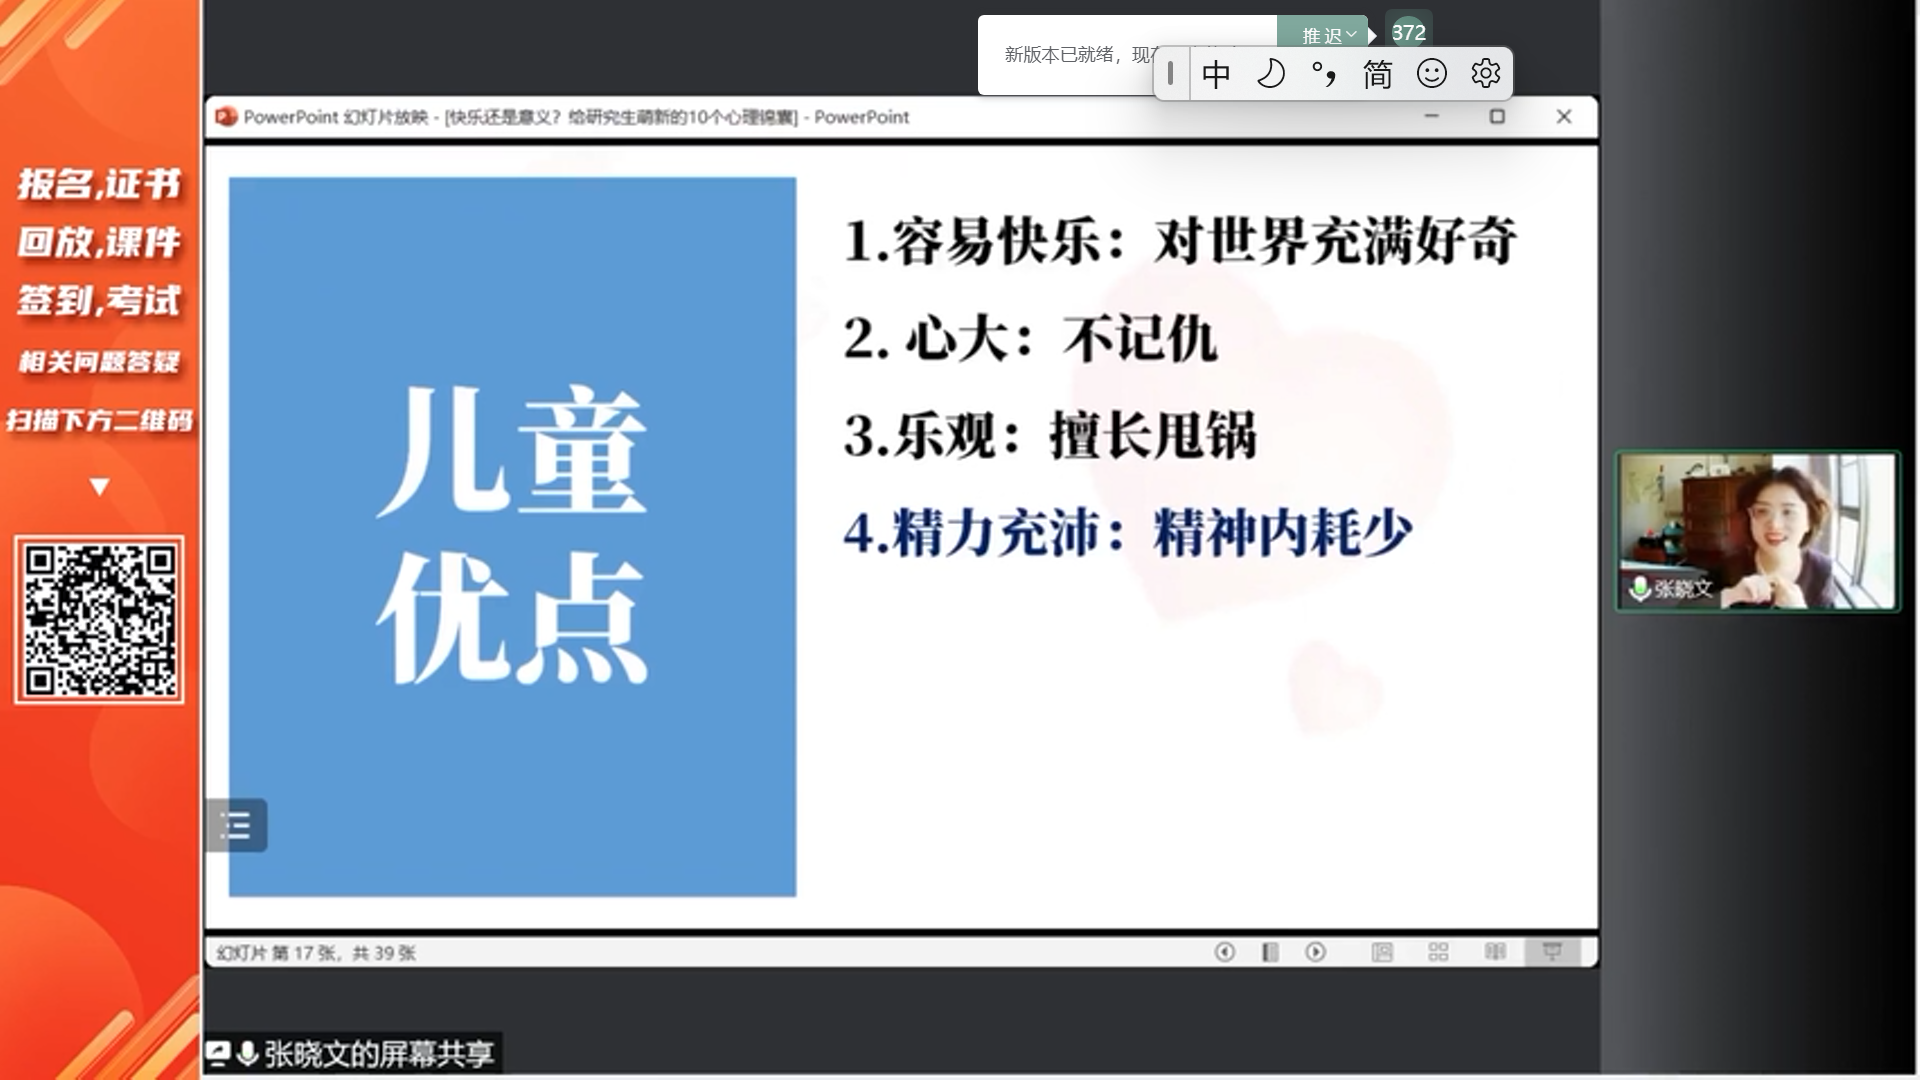 新版本已就绪，现在
推迟
372
中
简
报名,证书
回放,课件
签到,考试
相关问题答疑
扫描下方二维码
PowerPoint 幻灯片放映 - [快乐还是意义？给研究生萌新的10个心理锦囊] - PowerPoint
儿童
优点
1.容易快乐：对世界充满好奇
2. 心大：不记仇
3.乐观：擅长甩锅
4.精力充沛：精神内耗少
张晓文
幻灯片 第 17 张，共 39 张
张晓文的屏幕共享